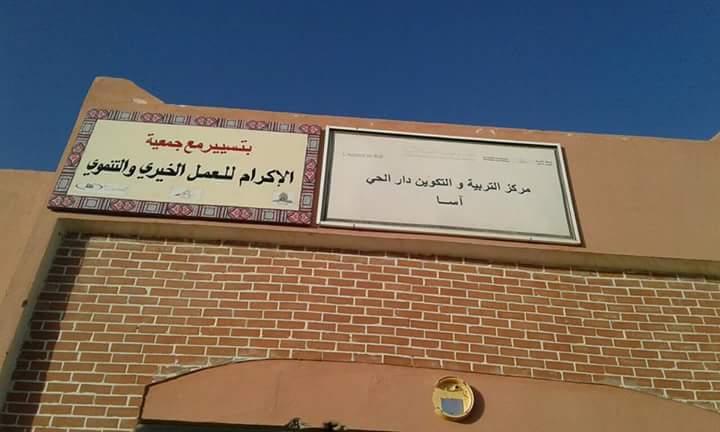 بتسيير مع جمعية
الإكرام للعمل الخيري والتنموي
مركز التربية و التكوين دار الحي
آسا